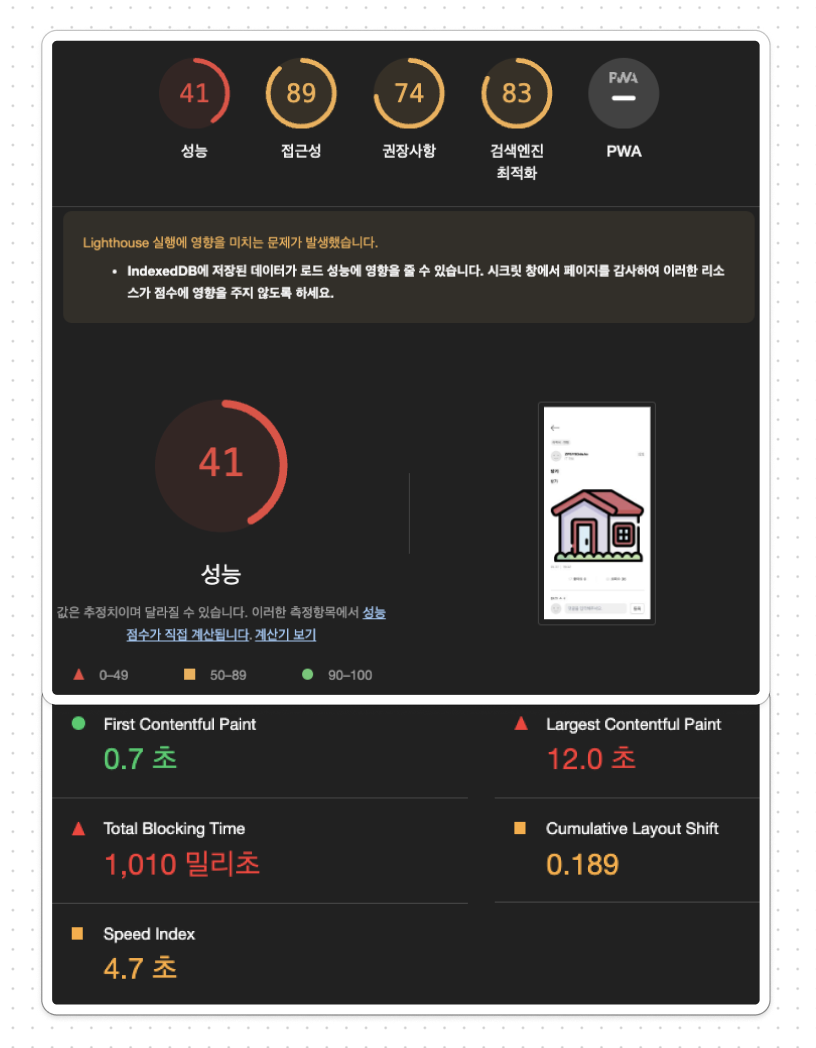 41
89
74
83
PWA
성능
접근성
권장사항
검색엔진
최적화
PWA
Lighthouse 실행에 영향을 미치는 문제가 발생했습니다.
• IndexedDB에 저장된 데이터가 로드 성능에 영향을 줄 수 있습니다. 시크릿 창에서 페이지를 감사하여 이러한 리소
스가 점수에 영향을 주지 않도록 하세요.
41
성능
값은 추정치이며 달라질 수 있습니다. 이러한 측정항목에서 성능
점수가 직접 계산됩니다. 계산기 보기
0–49
50–89
90–100
First Contentful Paint
0.7 초
Largest Contentful Paint
12.0 초
Total Blocking Time
1,010 밀리초
Cumulative Layout Shift
0.189
Speed Index
4.7 초